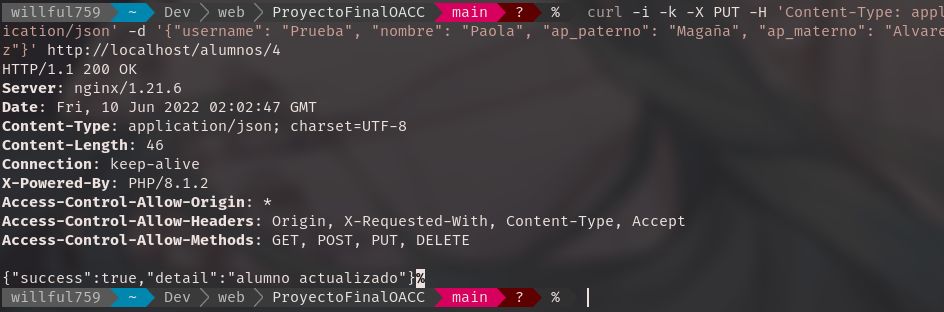 willful759 ~ Dev web ProyectoFinalOACC main ? % curl -i -k -X PUT -H 'Content-Type: appl
ication/json' -d '{"username": "Prueba", "nombre": "Paola", "ap_paterno": "Magaña", "ap_materno": "Alvare
z"}' http://localhost/alumnos/4
HTTP/1.1 200 OK
Server: nginx/1.21.6
Date: Fri, 10 Jun 2022 02:02:47 GMT
Content-Type: application/json; charset=UTF-8
Content-Length: 46
Connection: keep-alive
X-Powered-By: PHP/8.1.2
Access-Control-Allow-Origin: *
Access-Control-Allow-Headers: Origin, X-Requested-With, Content-Type, Accept
Access-Control-Allow-Methods: GET, POST, PUT, DELETE
{"success":true,"detail":"alumno actualizado"}%
willful759 ~ Dev web ProyectoFinalOACC main ? %